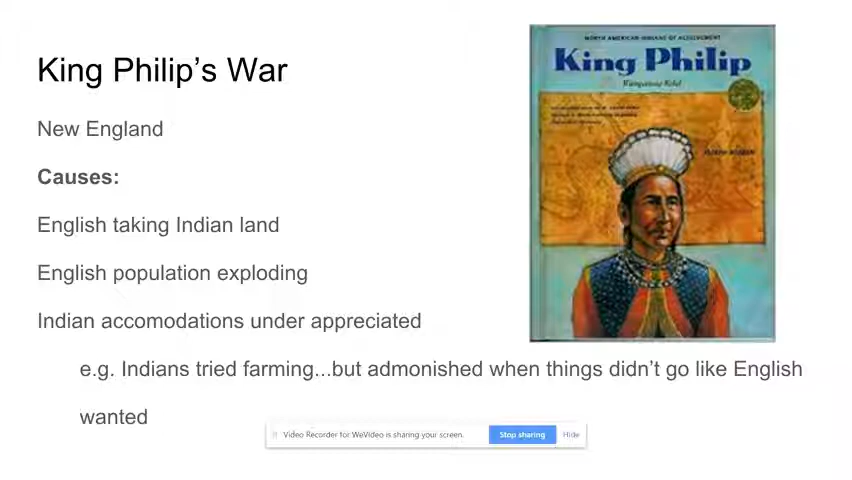 King Philip's War
New England
Causes:
English taking Indian land
English population exploding
Indian accomodations under appreciated
e.g. Indians tried farming...but admonished when things didn't go like English
wanted
NORTH AMERICAN INDIANS OF ACHIEVEMENT
King Philip
Wampanoag Rebel
Video Recorder for WeVideo is sharing your screen.
Stop sharing
Hide